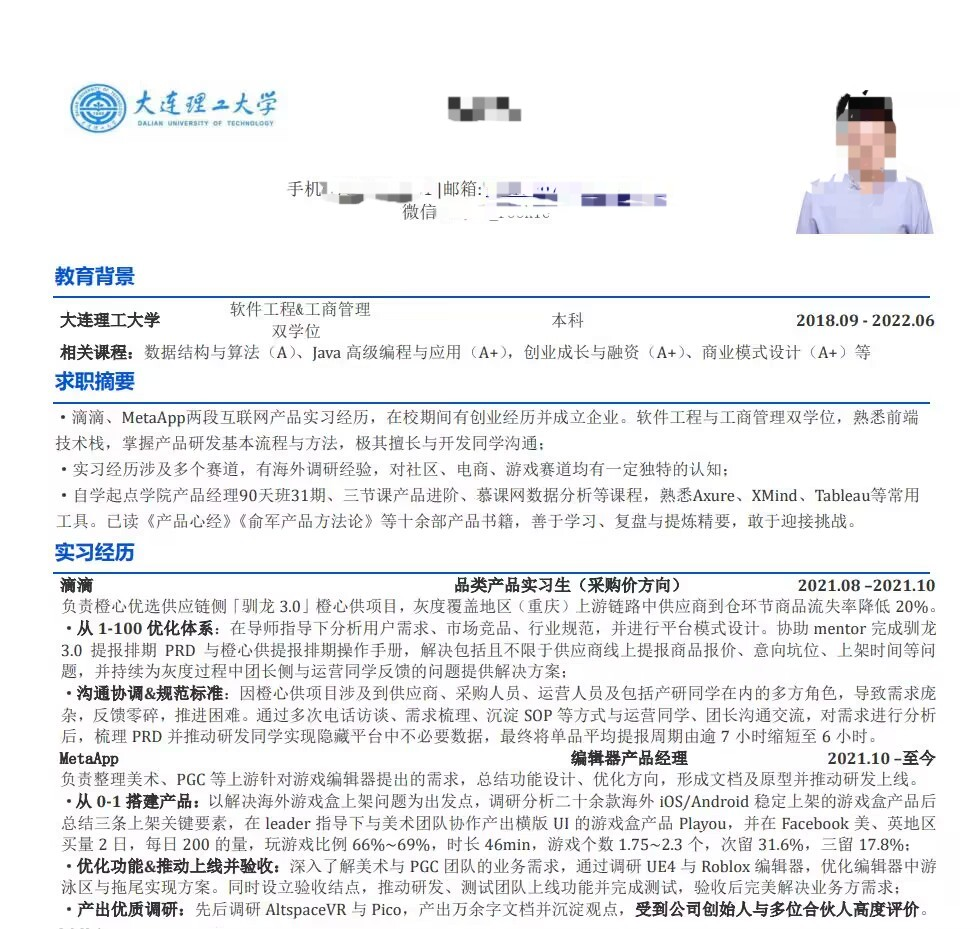 大连理工大学
DALIAN UNIVERSITY OF TECHNOLOGY
手机 |邮箱:
微信
教育背景
大连理工大学 软件工程&工商管理双学位 本科 2018.09 - 2022.06
相关课程：数据结构与算法（A）、Java 高级编程与应用（A+），创业成长与融资（A+）、商业模式设计（A+）等
求职摘要
・滴滴、MetaApp两段互联网产品实习经历，在校期间有创业经历并成立企业。软件工程与工商管理双学位，熟悉前端
技术栈，掌握产品研发基本流程与方法，极其擅长与开发同学沟通；
・实习经历涉及多个赛道，有海外调研经验，对社区、电商、游戏赛道均有一定独特的认知；
・自学起点学院产品经理90天班31期、三节课产品进阶、慕课网数据分析等课程，熟悉Axure、XMind、Tableau等常用
工具。已读《产品心经》《俞军产品方法论》等十余部产品书籍，善于学习、复盘与提炼精要，敢于迎接挑战。
实习经历
滴滴 品类产品实习生（采购价方向） 2021.08 –2021.10
负责橙心优选供应链侧「驯龙 3.0」橙心供项目，灰度覆盖地区（重庆）上游链路中供应商到仓环节商品流失率降低 20%。
・从 1-100 优化体系：在导师指导下分析用户需求、市场竞品、行业规范，并进行平台模式设计。协助 mentor 完成驯龙
3.0 提报排期 PRD 与橙心供提报排期操作手册，解决包括且不限于供应商线上提报商品报价、意向坑位、上架时间等问
题，并持续为灰度过程中团长侧与运营同学反馈的问题提供解决方案；
・沟通协调&规范标准：因橙心供项目涉及到供应商、采购人员、运营人员及包括产研同学在内的多方角色，导致需求庞
杂，反馈零碎，推进困难。通过多次电话访谈、需求梳理、沉淀 SOP 等方式与运营同学、团长沟通交流，对需求进行分析
后，梳理 PRD 并推动研发同学实现隐藏平台中不必要数据，最终将单品平均提报周期由逾 7 小时缩短至 6 小时。
MetaApp 编辑器产品经理 2021.10 –至今
负责整理美术、PGC 等上游针对游戏编辑器提出的需求，总结功能设计、优化方向，形成文档及原型并推动研发上线。
・从 0-1 搭建产品：以解决海外游戏盒上架问题为出发点，调研分析二十余款海外 iOS/Android 稳定上架的游戏盒产品后
总结三条上架关键要素，在 leader 指导下与美术团队协作产出横版 UI 的游戏盒产品 Playou，并在 Facebook 美、英地区
买量 2 日，每日 200 的量，玩游戏比例 66%~69%，时长 46min，游戏个数 1.75~2.3 个，次留 31.6%，三留 17.8%；
・优化功能&推动上线并验收：深入了解美术与 PGC 团队的业务需求，通过调研 UE4 与 Roblox 编辑器，优化编辑器中游
泳区与拖尾实现方案。同时设立验收结点，推动研发、测试团队上线功能并完成测试，验收后完美解决业务方需求；
・产出优质调研：先后调研 AltspaceVR 与 Pico，产出万余字文档并沉淀观点，受到公司创始人与多位合伙人高度评价。